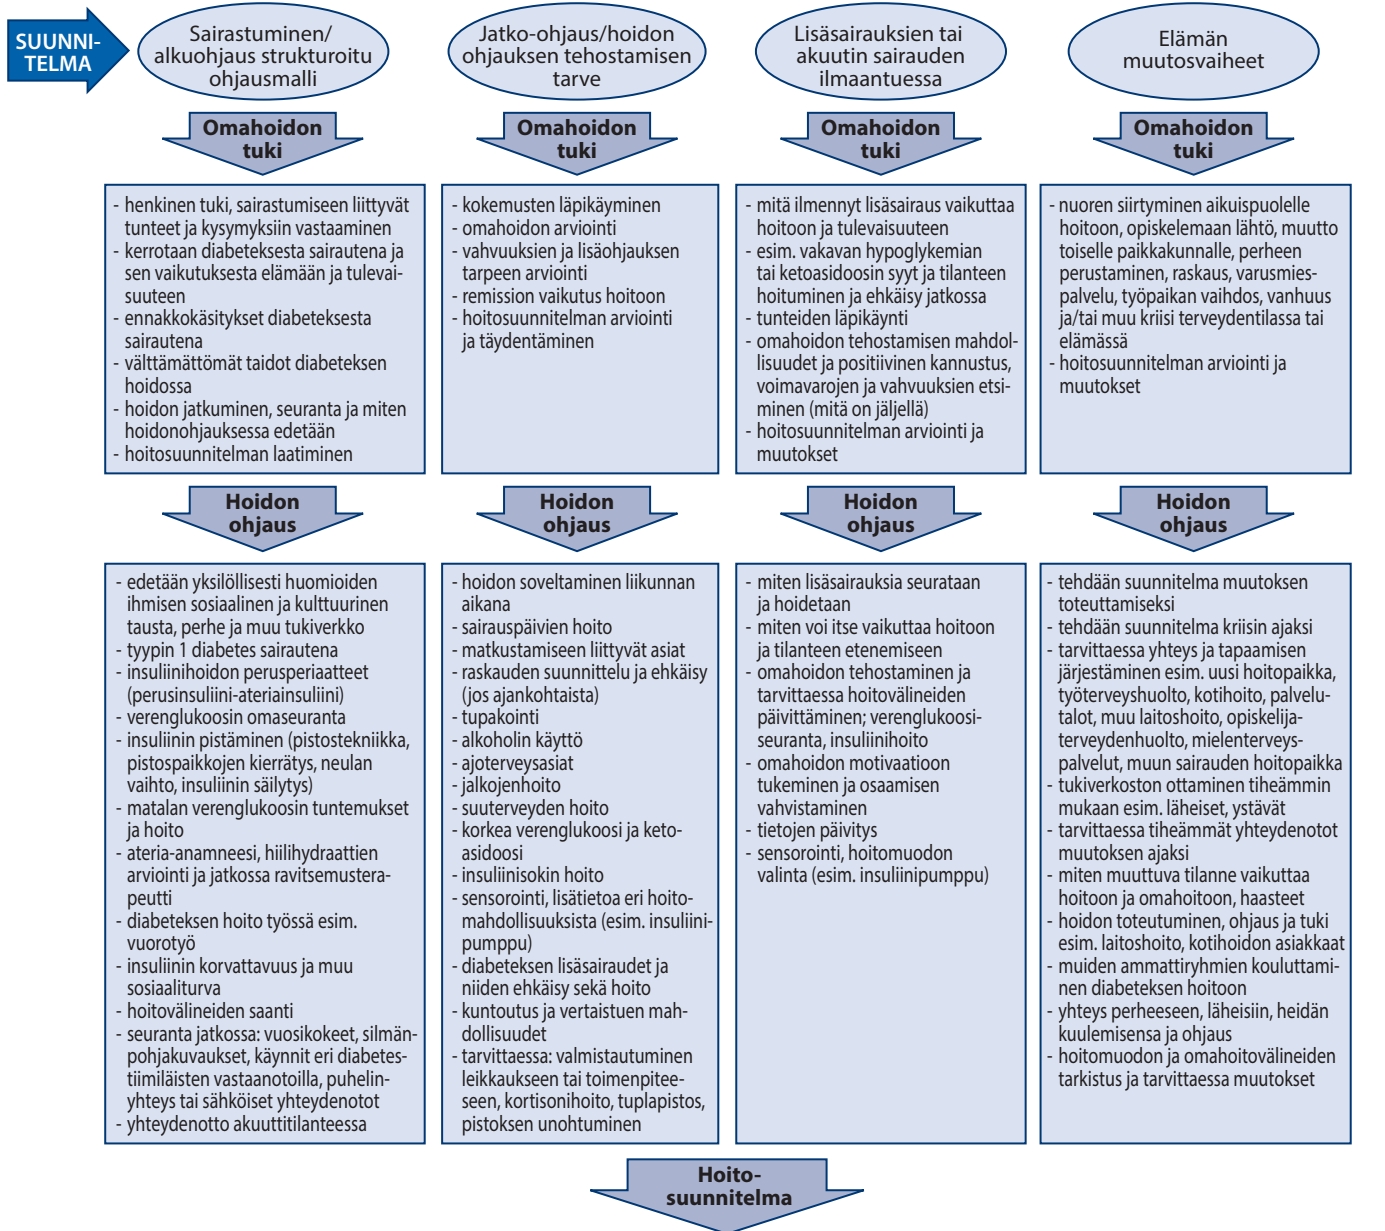 SUUNNI-
TELMA
Sairastuminen/
alkuohjaus strukturoitu
ohjausmalli
Jatko-ohjaus/hoidon
ohjauksen tehostamisen
tarve
Lisäsairauksien tai
akuutin sairauden
ilmaantuessa
Elämän
muutosvaiheet
Omahoidon
tuki
Omahoidon
tuki
Omahoidon
tuki
Omahoidon
tuki
- henkinen tuki, sairastumiseen liittyvät
tunteet ja kysymyksiin vastaaminen
- kerrotaan diabeteksesta sairautena ja
sen vaikutuksesta elämään ja tulevai-
suuteen
- ennakkokäsitykset diabeteksesta
sairautena
- välttämättömät taidot diabeteksen
hoidossa
- hoidon jatkuminen, seuranta ja miten
hoidonohjauksessa edetään
- hoitosuunnitelman laatiminen
- kokemusten läpikäyminen
- omahoidon arviointi
- vahvuuksien ja lisäohjauksen
tarpeen arviointi
- remission vaikutus hoitoon
- hoitosuunnitelman arviointi
ja täydentäminen
- mitä ilmennyt lisäsairaus vaikuttaa
hoitoon ja tulevaisuuteen
- esim. vakavan hypoglykemian
tai ketoasidoosin syyt ja tilanteen
hoituminen ja ehkäisy jatkossa
- tunteiden läpikäynti
- omahoidon tehostamisen mahdol-
lisuudet ja positiivinen kannustus,
voimavarojen ja vahvuuksien etsi-
minen (mitä on jäljellä)
- hoitosuunnitelman arviointi ja
muutokset
- nuoren siirtyminen aikuispuolelle
hoitoon, opiskelemaan lähtö, muutto
toiselle paikkakunnalle, perheen
perustaminen, raskaus, varusmies-
palvelu, työpaikan vaihdos, vanhuus
ja/tai muu kriisi terveydentilassa tai
elämässä
- hoitosuunnitelman arviointi ja
muutokset
Hoidon
ohjaus
Hoidon
ohjaus
Hoidon
ohjaus
Hoidon
ohjaus
- edetään yksilöllisesti huomioiden
ihmisen sosiaalinen ja kulttuurinen
tausta, perhe ja muu tukiverkko
- tyypin 1 diabetes sairautena
- insuliinihoidon perusperiaatteet
(perusinsuliini-ateriainsuliini)
- verenglukoosin omaseuranta
- insuliinin pistäminen (pistostekniikka,
pistospaikkojen kierrätys, neulan
vaihto, insuliinin säilytys)
- matalan verenglukoosin tuntemukset
ja hoito
- ateria-anamneesi, hiilihydraattien
arviointi ja jatkossa ravitsemustera-
peutti
- diabeteksen hoito työssä esim.
vuorotyö
- insuliinin korvattavuus ja muu
sosiaaliturva
- hoitovälineiden saanti
- seuranta jatkossa: vuosikokeet, silmän-
pohjakuvaukset, käynnit eri diabetes-
tiimiläisten vastaanotoilla, puhelin-
yhteys tai sähköiset yhteydenotot
- yhteydenotto akuuttitilanteessa
- hoidon soveltaminen liikunnan
aikana
- sairauspäivien hoito
- matkustamiseen liittyvät asiat
- raskauden suunnittelu ja ehkäisy
(jos ajankohtaista)
- tupakointi
- alkoholin käyttö
- ajoterveysasiat
- jalkojenhoito
- suuterveyden hoito
- korkea verenglukoosi ja keto-
asidoosi
- insuliinisokin hoito
- sensorointi, lisätietoa eri hoito-
mahdollisuuksista (esim. insuliini-
pumppu)
- diabeteksen lisäsairaudet ja
niiden ehkäisy sekä hoito
- kuntoutus ja vertaistuen mah-
dollisuudet
- tarvittaessa: valmistautuminen
leikkaukseen tai toimenpitee-
seen, kortisonihoito, tuplapistos,
pistoksen unohtuminen
- miten lisäsairauksia seurataan
ja hoidetaan
- miten voi itse vaikuttaa hoitoon
ja tilanteen etenemiseen
- omahoidon tehostaminen ja
tarvittaessa hoitovälineiden
päivittäminen; verenglukoosi-
seuranta, insuliinihoito
- omahoidon motivaatioon
tukeminen ja osaamisen
vahvistaminen
- tietojen päivitys
- sensorointi, hoitomuodon
valinta (esim. insuliinipumppu)
- tehdään suunnitelma muutoksen
toteuttamiseksi
- tehdään suunnitelma kriisin ajaksi
- tarvittaessa yhteys ja tapaamisen
järjestäminen esim. uusi hoitopaikka,
työterveyshuolto, kotihoito, palvelu-
talot, muu laitoshoito, opiskelija-
terveydenhuolto, mielenterveys-
palvelut, muun sairauden hoitopaikka
- tukiverkoston ottaminen tiheämmin
mukaan esim. läheiset, ystävät
- tarvittaessa tiheämmät yhteydenotot
muutoksen ajaksi
- miten muuttuva tilanne vaikuttaa
hoitoon ja omahoitoon, haasteet
- hoidon toteutuminen, ohjaus ja tuki
esim. laitoshoito, kotihoidon asiakkaat
- muiden ammattiryhmien kouluttami-
nen diabeteksen hoitoon
- yhteys perheeseen, läheisiin, heidän
kuulemisensa ja ohjaus
- hoitomuodon ja omahoitovälineiden
tarkistus ja tarvittaessa muutokset
Hoito-
suunnitelma